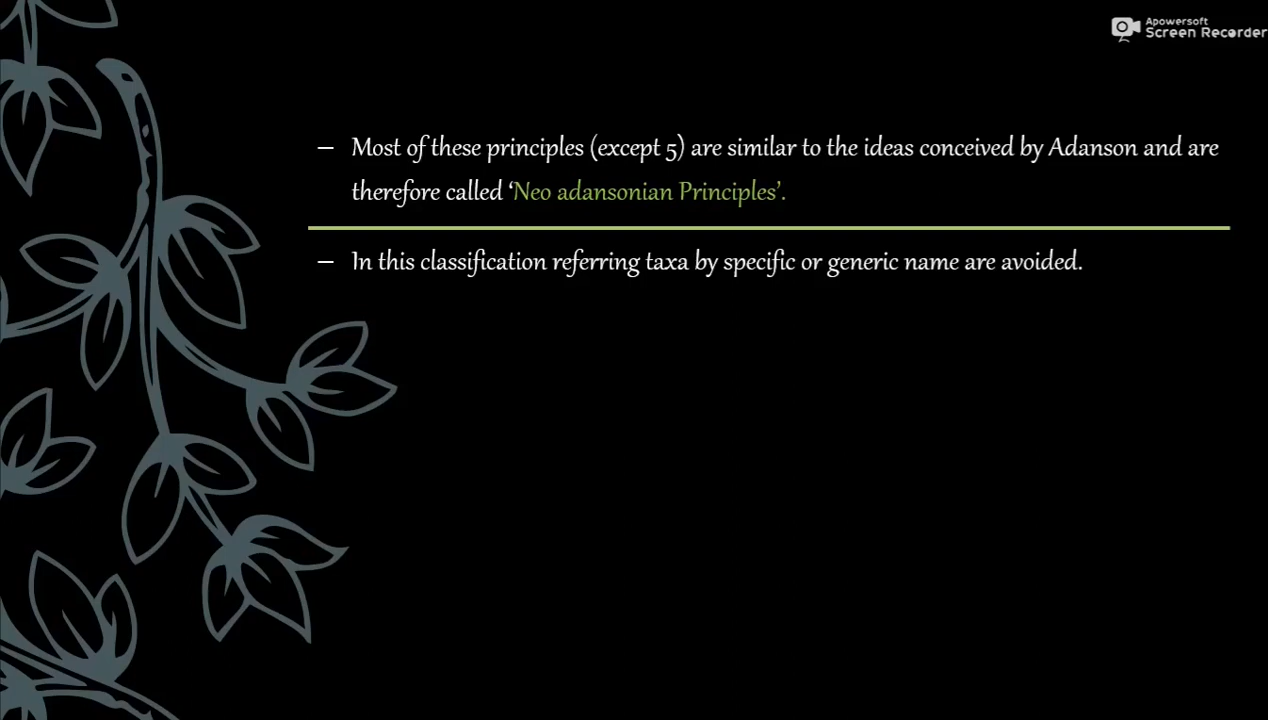 Apowersoft
Screen Recorder
– Most of these principles (except 5) are similar to the ideas conceived by Adanson and are
therefore called ‘Neo adansonian Principles’.
– In this classification referring taxa by specific or generic name are avoided.